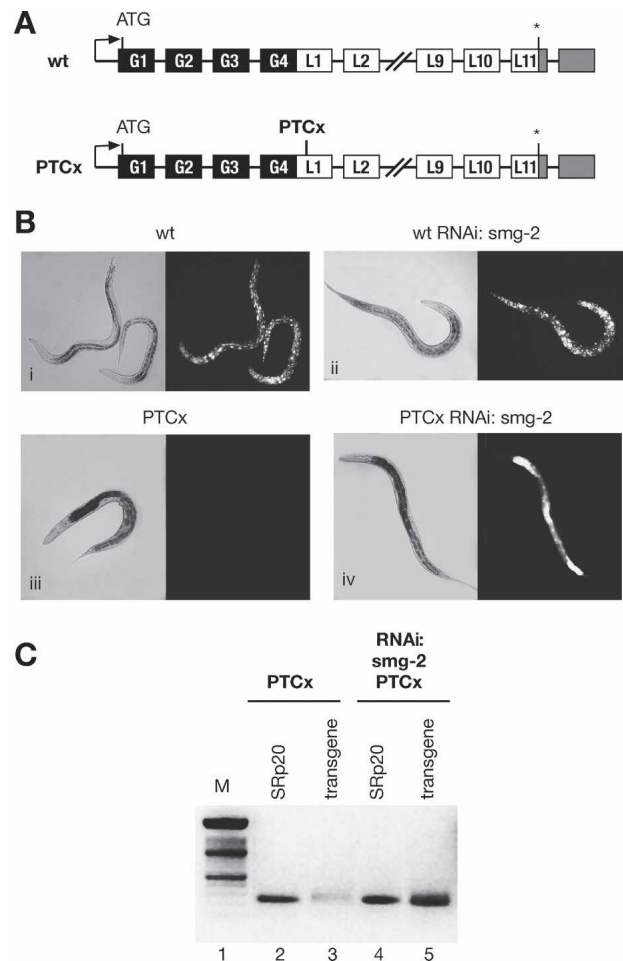 A
ATG
*
wt
G1 G2 G3 G4 L1 L2 L9 L10 L11
ATG
PTCx
*
PTCx
G1 G2 G3 G4 L1 L2 L9 L10 L11
B
wt
wt RNAi: smg-2
i
ii
PTCx
PTCx RNAi: smg-2
iii
iv
C
RNAi:
smg-2
PTCx
PTCx
M
SRp20
transgene
SRp20
transgene
1 2 3 4 5